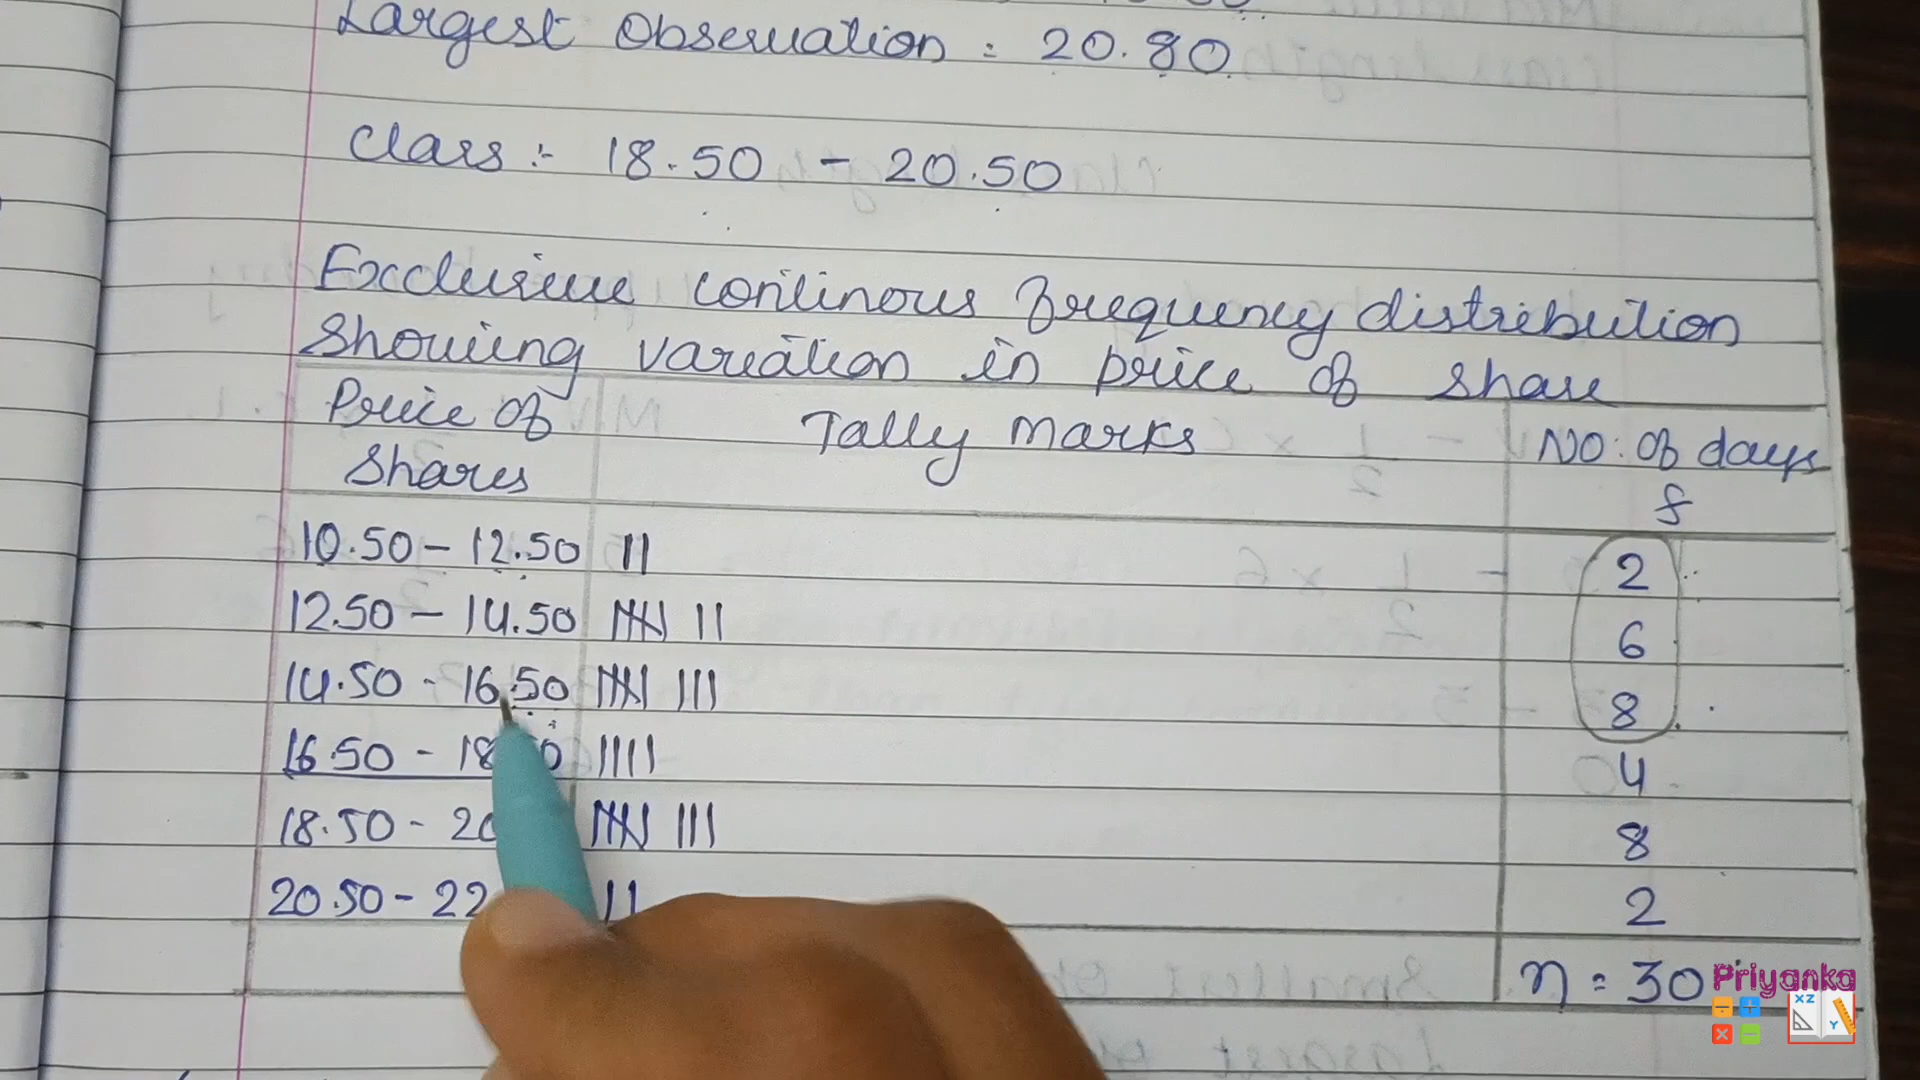 Largest Observation = 20.80
Class :- 18.50 - 20.50
Exclusive continous frequency distribution
Showing variation in price of share
Price of Shares Tally Marks No: of days f
10.50 - 12.50 || 2
12.50 - 14.50 |||| || 6
14.50 - 16.50 |||| ||| 8
16.50 - 18 0 |||| 4
18.50 - 20 |||| ||| 8
20.50 - 22 || 2
n = 30
Priyanka
XZ
Y